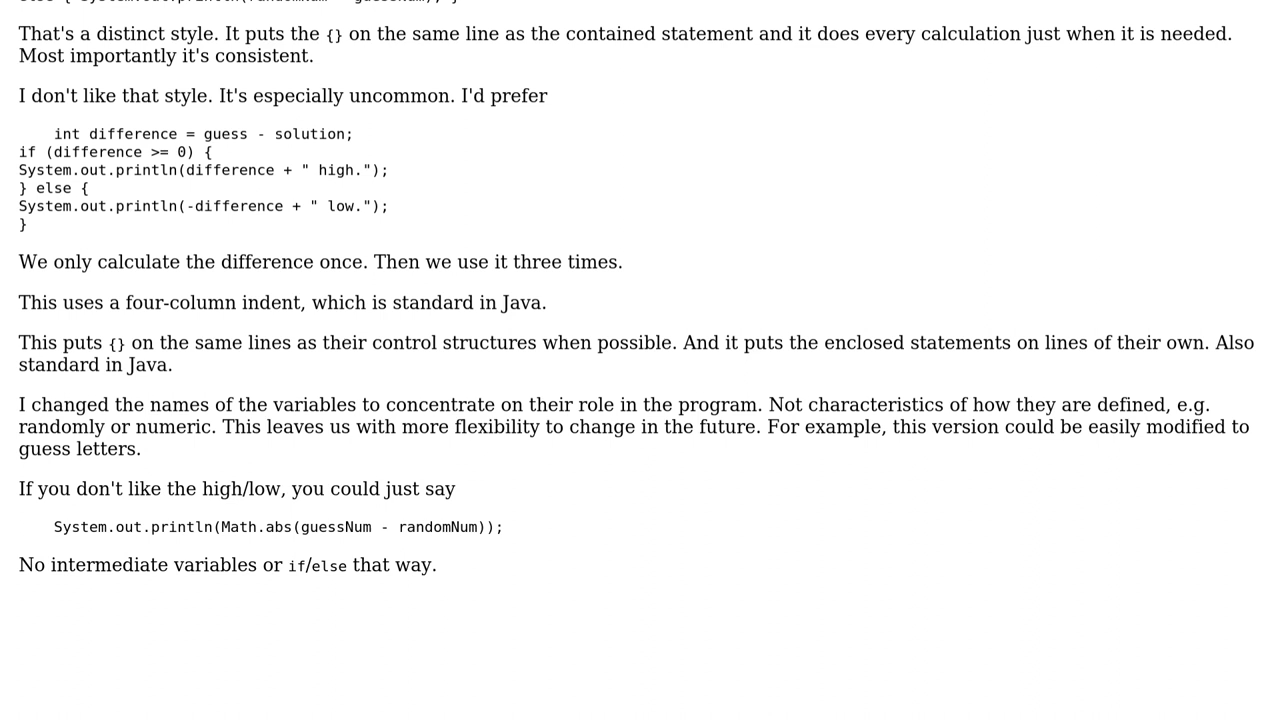 That's a distinct style. It puts the {} on the same line as the contained statement and it does every calculation just when it is needed.
Most importantly it's consistent.
I don't like that style. It's especially uncommon. I'd prefer
    int difference = guess - solution;
if (difference >= 0) {
System.out.println(difference + " high.");
} else {
System.out.println(-difference + " low.");
}
We only calculate the difference once. Then we use it three times.
This uses a four-column indent, which is standard in Java.
This puts {} on the same lines as their control structures when possible. And it puts the enclosed statements on lines of their own. Also
standard in Java.
I changed the names of the variables to concentrate on their role in the program. Not characteristics of how they are defined, e.g.
randomly or numeric. This leaves us with more flexibility to change in the future. For example, this version could be easily modified to
guess letters.
If you don't like the high/low, you could just say
    System.out.println(Math.abs(guessNum - randomNum));
No intermediate variables or if/else that way.